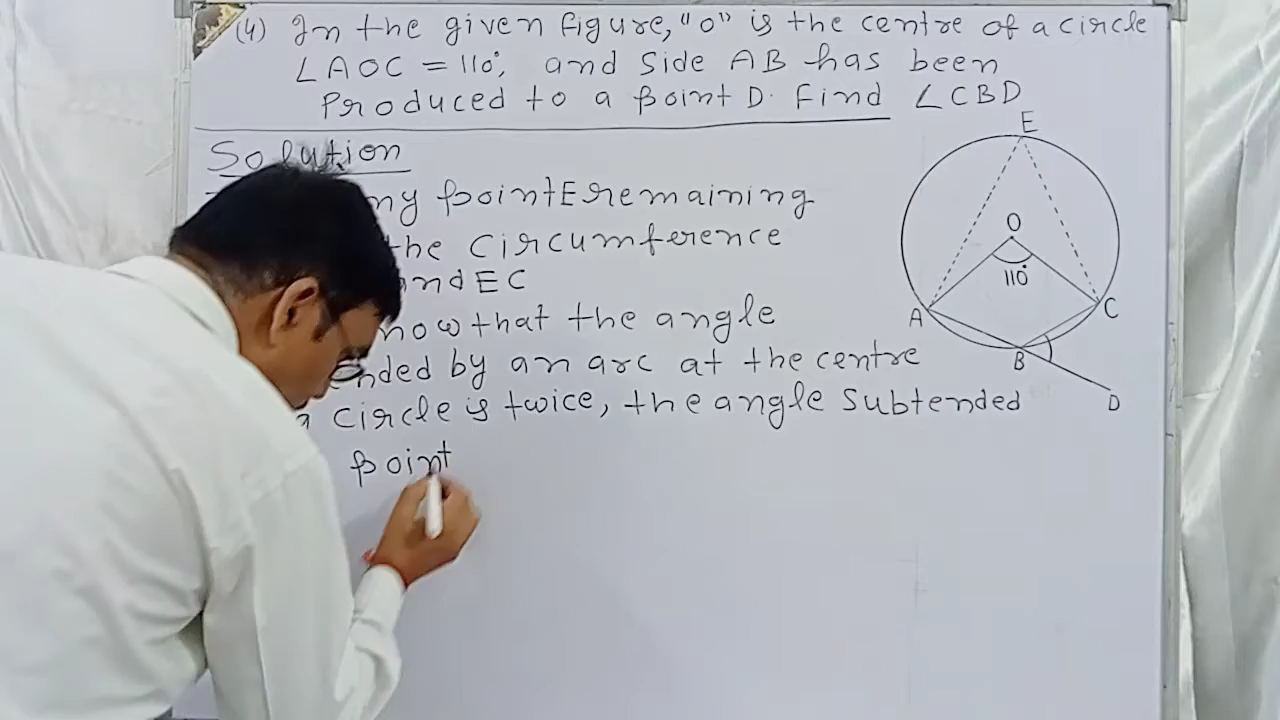 (4) In the given figure, "O" is the centre of a circle
∠AOC = 110°, and side AB has been
Produced to a point D. Find ∠CBD
Solution
ny point E remaining
the circumference
and EC
now that the angle
ended by an arc at the centre
circle is twice, the angle subtended
point
E
O
110°
A
C
B
D